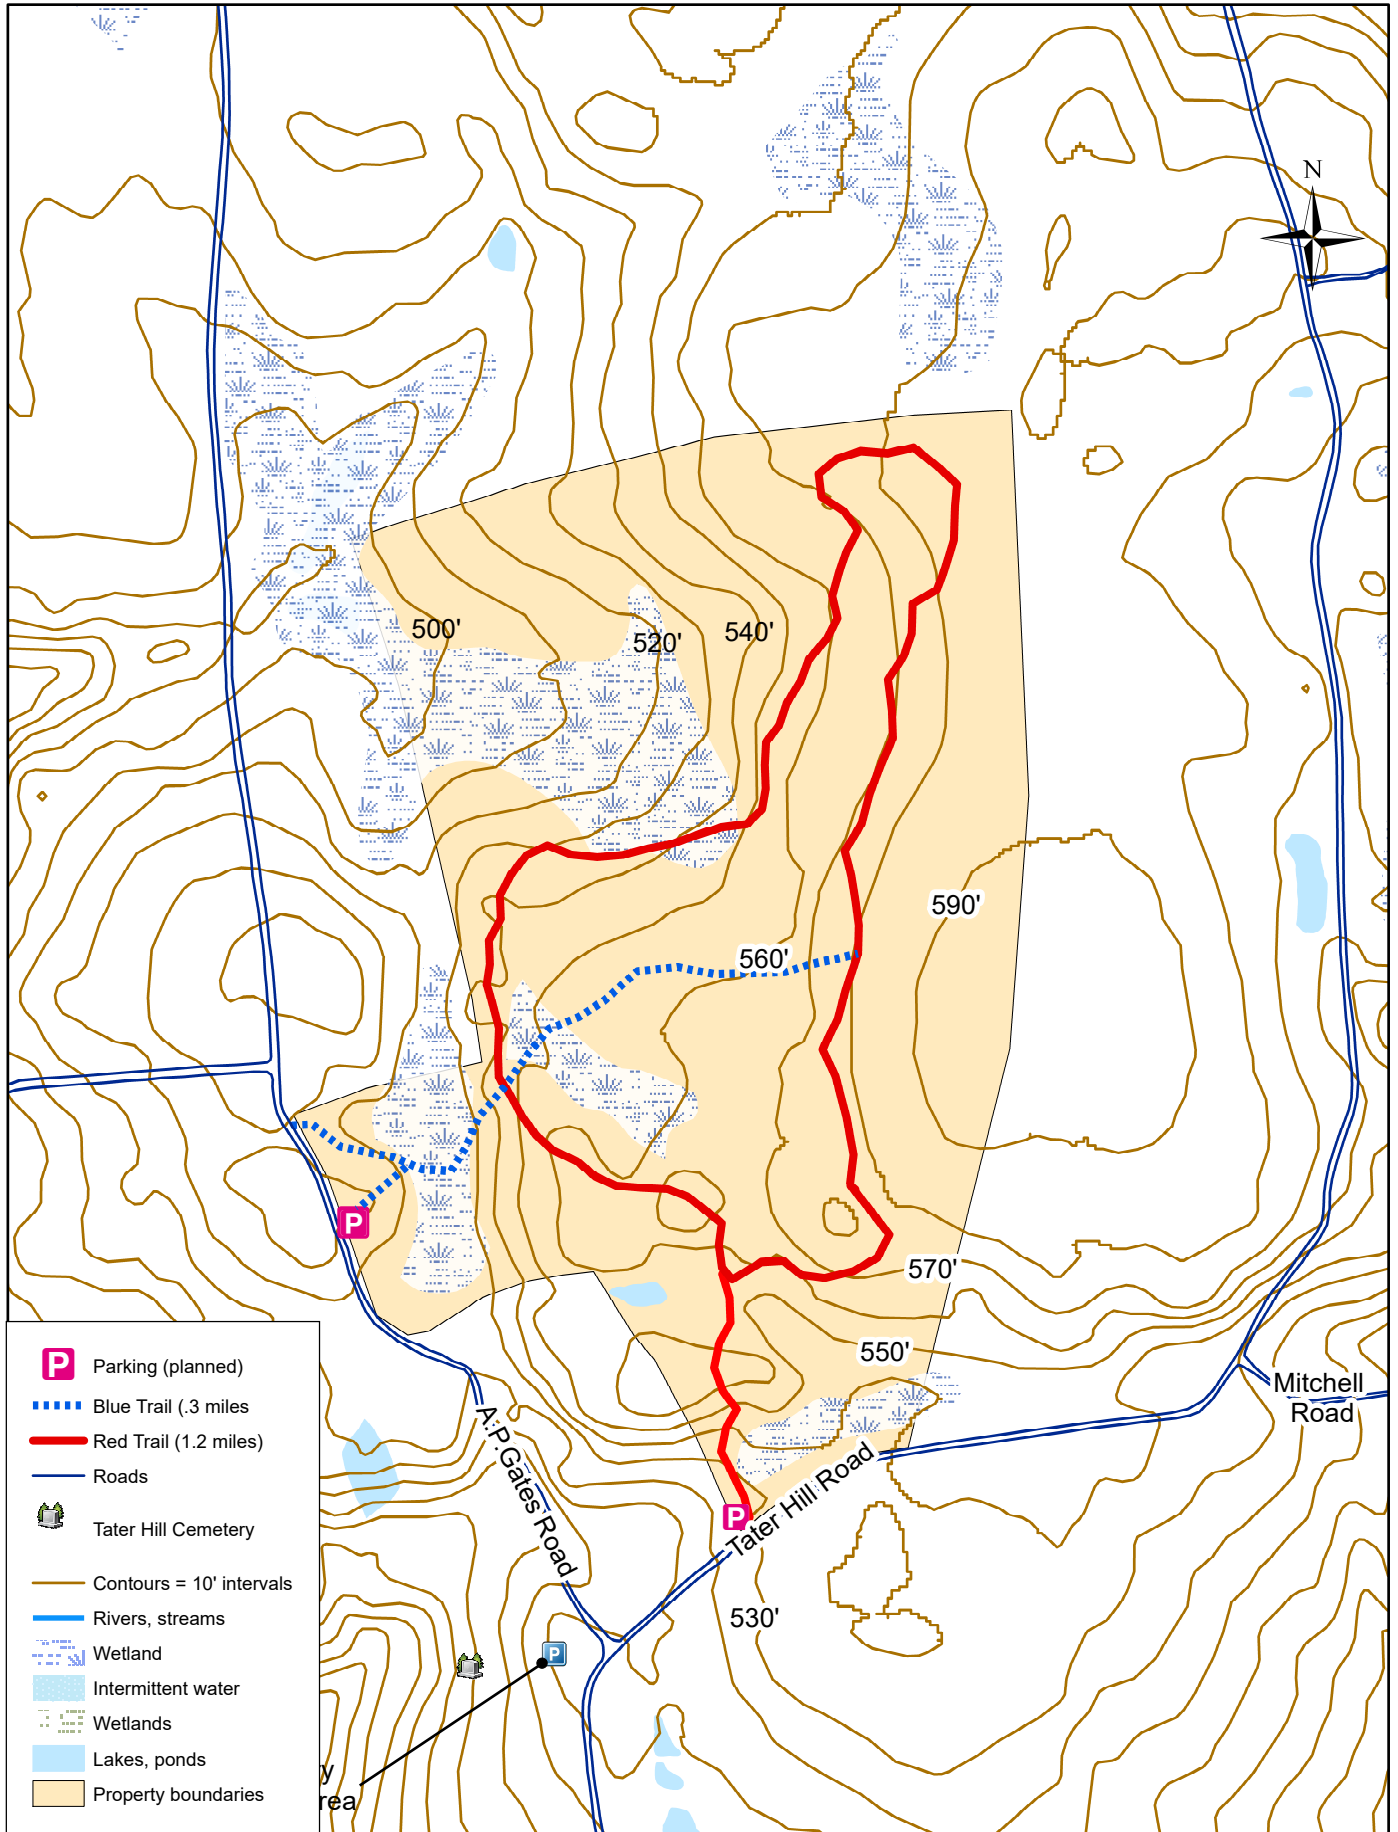 N
500'
520'
540'
590'
560'
570'
550'
Mitchell
Road
A.P.Gates Road
Tater Hill Road
530'
P
P
P
P
Parking (planned)
Blue Trail (.3 miles
Red Trail (1.2 miles)
Roads
Tater Hill Cemetery
Contours = 10' intervals
Rivers, streams
Wetland
Intermittent water
Wetlands
Lakes, ponds
Property boundaries
y
rea